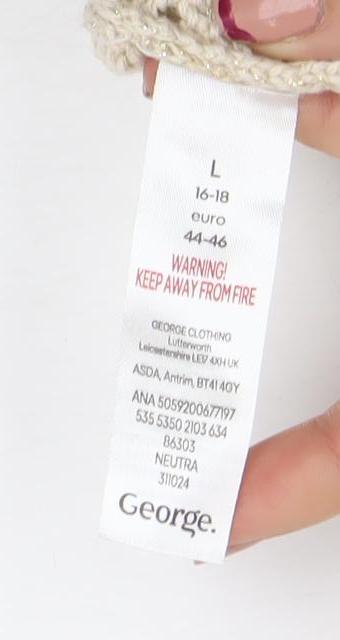 L
16-18
euro
44-46
WARNING!
KEEP AWAY FROM FIRE
GEORGE CLOTHING
Lutterworth
Leicestershire LE17 4XH UK
ASDA, Antrim, BT41 4GY
ANA 5059200677197
535 5350 2103 634
86303
NEUTRA
311024
George.